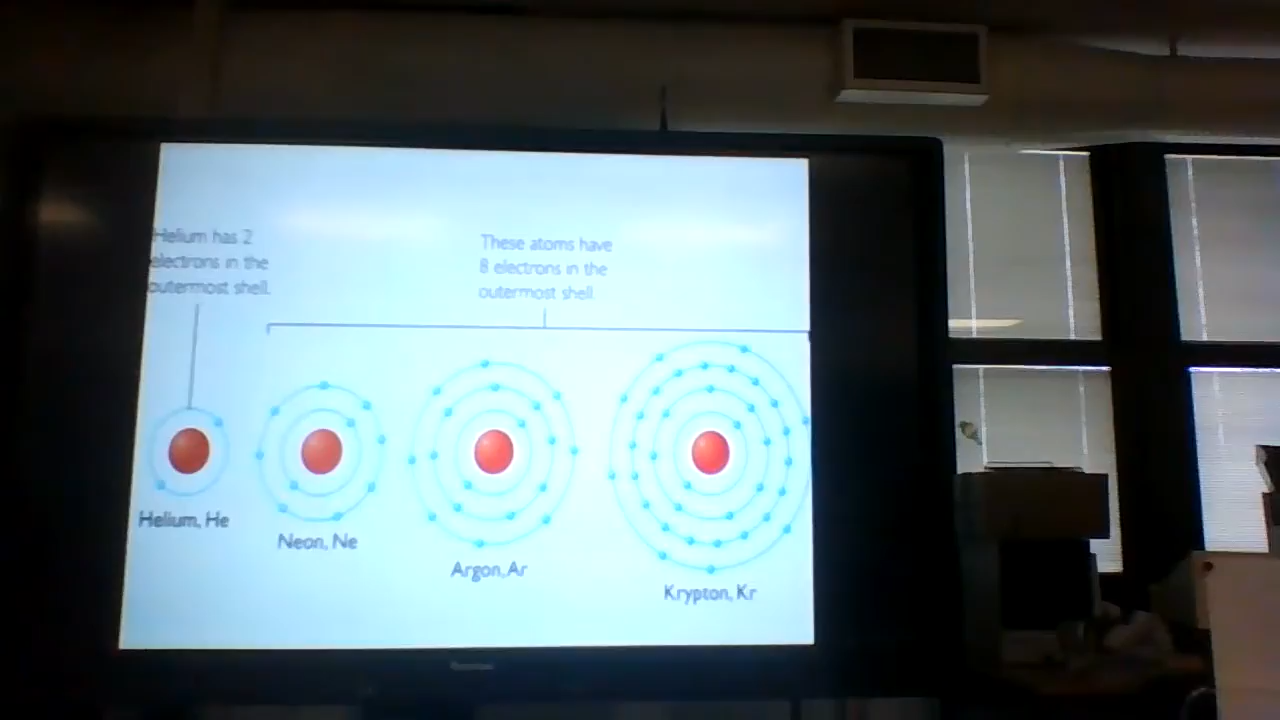 Helium has 2
electrons in the
outermost shell.
These atoms have
8 electrons in the
outermost shell
Helium, He
Neon, Ne
Argon, Ar
Krypton, Kr